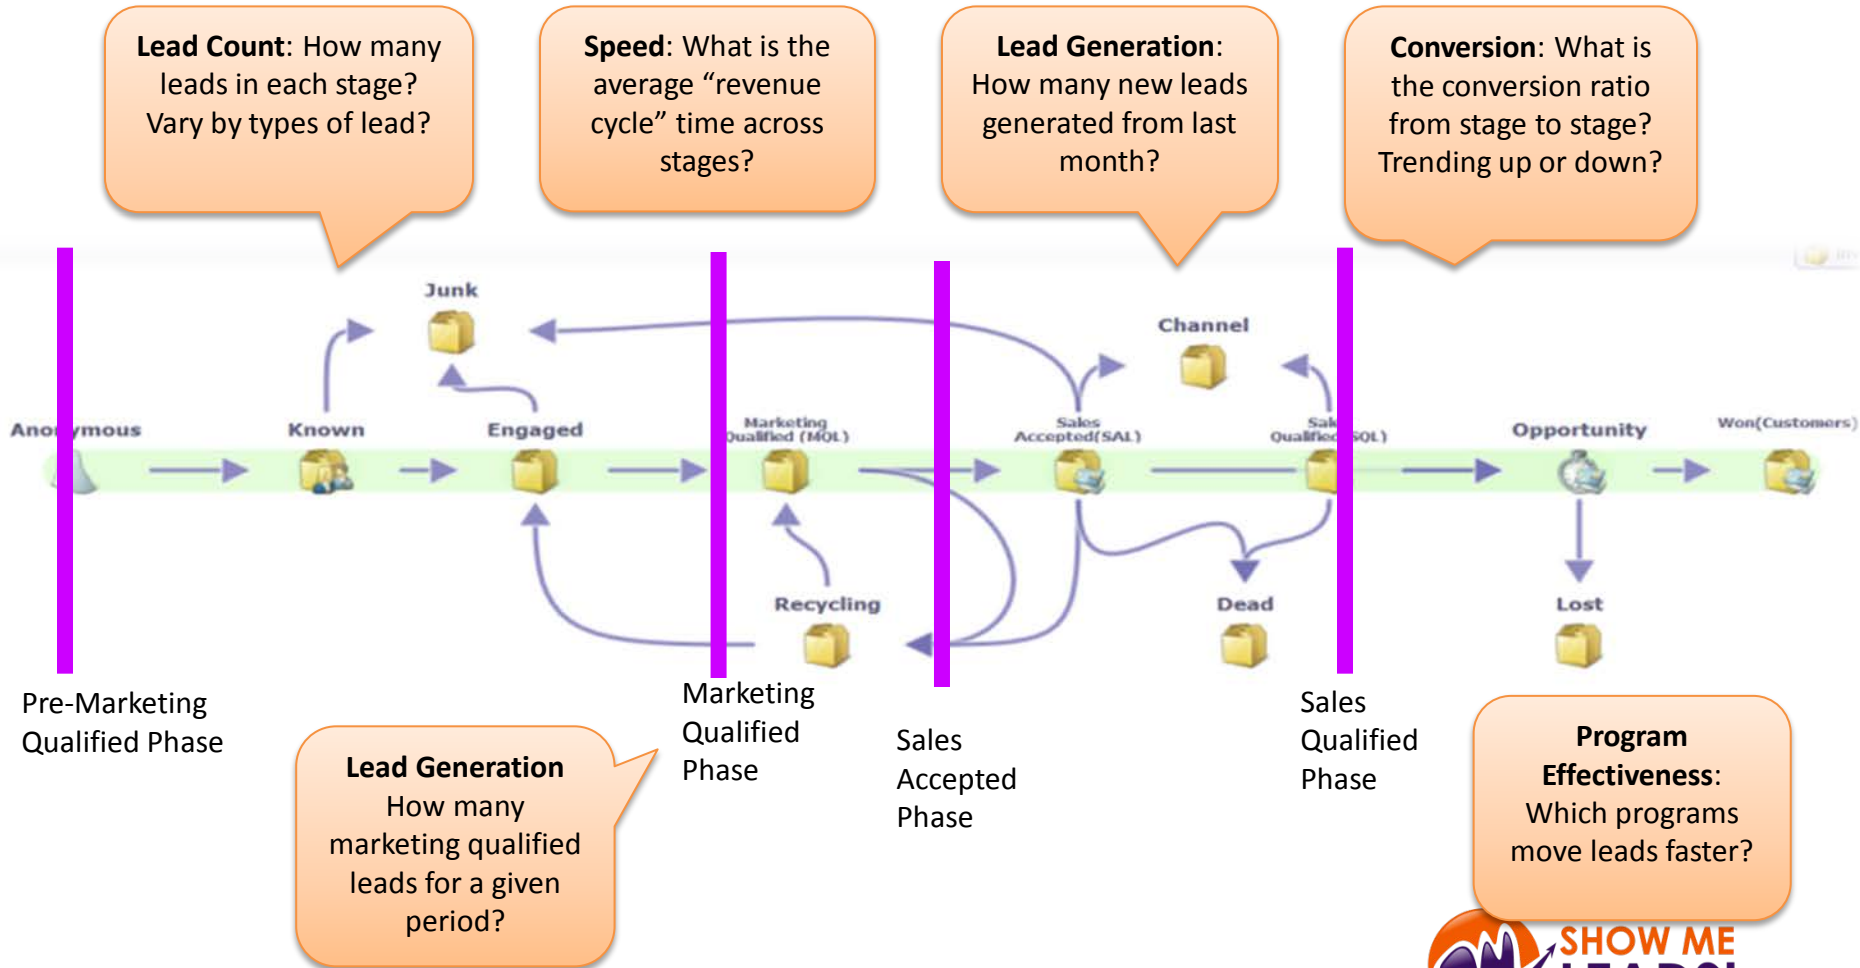 Lead Count: How many
leads in each stage?
Vary by types of lead?
Speed: What is the
average “revenue
cycle” time across
stages?
Lead Generation:
How many new leads
generated from last
month?
Conversion: What is
the conversion ratio
from stage to stage?
Trending up or down?
Junk
Channel
Anonymous
Known
Engaged
Marketing
Qualified (MQL)
Sales
Accepted(SAL)
Sales
Qualified(SQL)
Opportunity
Won(Customers)
Recycling
Dead
Lost
Pre-Marketing
Qualified Phase
Marketing
Qualified
Phase
Sales
Accepted
Phase
Sales
Qualified
Phase
Lead Generation
How many
marketing qualified
leads for a given
period?
Program
Effectiveness:
Which programs
move leads faster?
SHOW ME
LEADS!